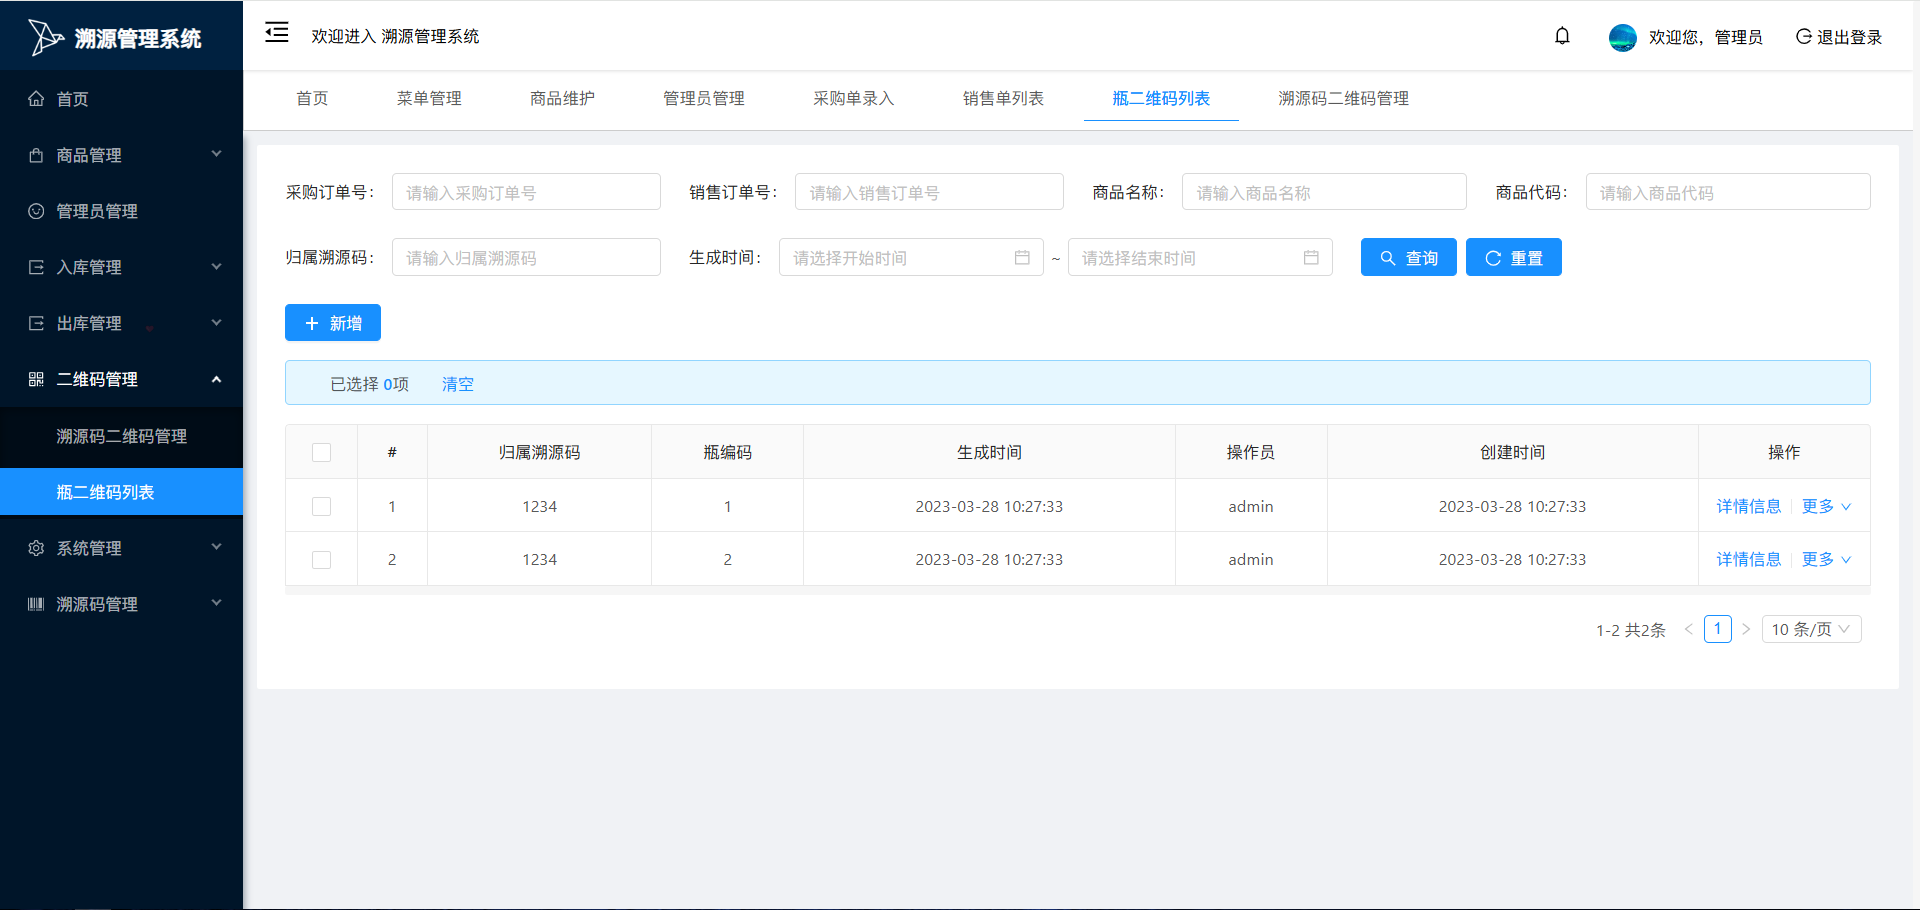 溯源管理系统
欢迎进入 溯源管理系统
欢迎您，管理员
退出登录
首页
商品管理
管理员管理
入库管理
出库管理
二维码管理
溯源码二维码管理
瓶二维码列表
系统管理
溯源码管理
首页 菜单管理 商品维护 管理员管理 采购单录入 销售单列表 瓶二维码列表 溯源码二维码管理
采购订单号： 请输入采购订单号 销售订单号： 请输入销售订单号 商品名称： 请输入商品名称 商品代码： 请输入商品代码
归属溯源码： 请输入归属溯源码 生成时间： 请选择开始时间 ~ 请选择结束时间 查询 重置
新增
已选择 0项 清空
# 归属溯源码 瓶编码 生成时间 操作员 创建时间 操作
1 1234 1 2023-03-28 10:27:33 admin 2023-03-28 10:27:33 详情信息 更多
2 1234 2 2023-03-28 10:27:33 admin 2023-03-28 10:27:33 详情信息 更多
1-2 共2条 < 1 > 10 条/页